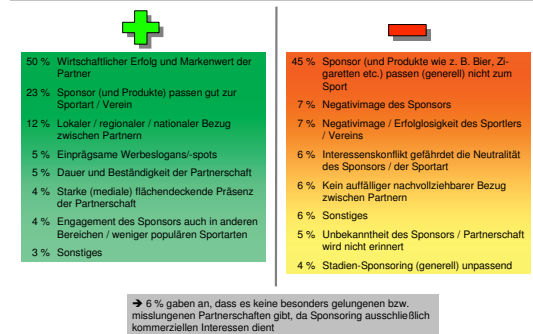 50 % Wirtschaftlicher Erfolg und Markenwert der
Partner
23 % Sponsor (und Produkte) passen gut zur
Sportart / Verein
12 % Lokaler / regionaler / nationaler Bezug
zwischen Partnern
5 % Einprägsame Werbeslogans/-spots
5 % Dauer und Beständigkeit der Partnerschaft
4 % Starke (mediale) flächendeckende Präsenz
der Partnerschaft
4 % Engagement des Sponsors auch in anderen
Bereichen / weniger populären Sportarten
3 % Sonstiges
45 % Sponsor (und Produkte wie z. B. Bier, Zi-
garetten etc.) passen (generell) nicht zum
Sport
7 % Negativimage des Sponsors
7 % Negativimage / Erfolglosigkeit des Sportlers
/ Vereins
6 % Interessenskonflikt gefährdet die Neutralität
des Sponsors / der Sportart
6 % Kein auffälliger nachvollziehbarer Bezug
zwischen Partnern
6 % Sonstiges
5 % Unbekanntheit des Sponsors / Partnerschaft
wird nicht erinnert
4 % Stadien-Sponsoring (generell) unpassend
➔ 6 % gaben an, dass es keine besonders gelungenen bzw.
misslungenen Partnerschaften gibt, da Sponsoring ausschließlich
kommerziellen Interessen dient